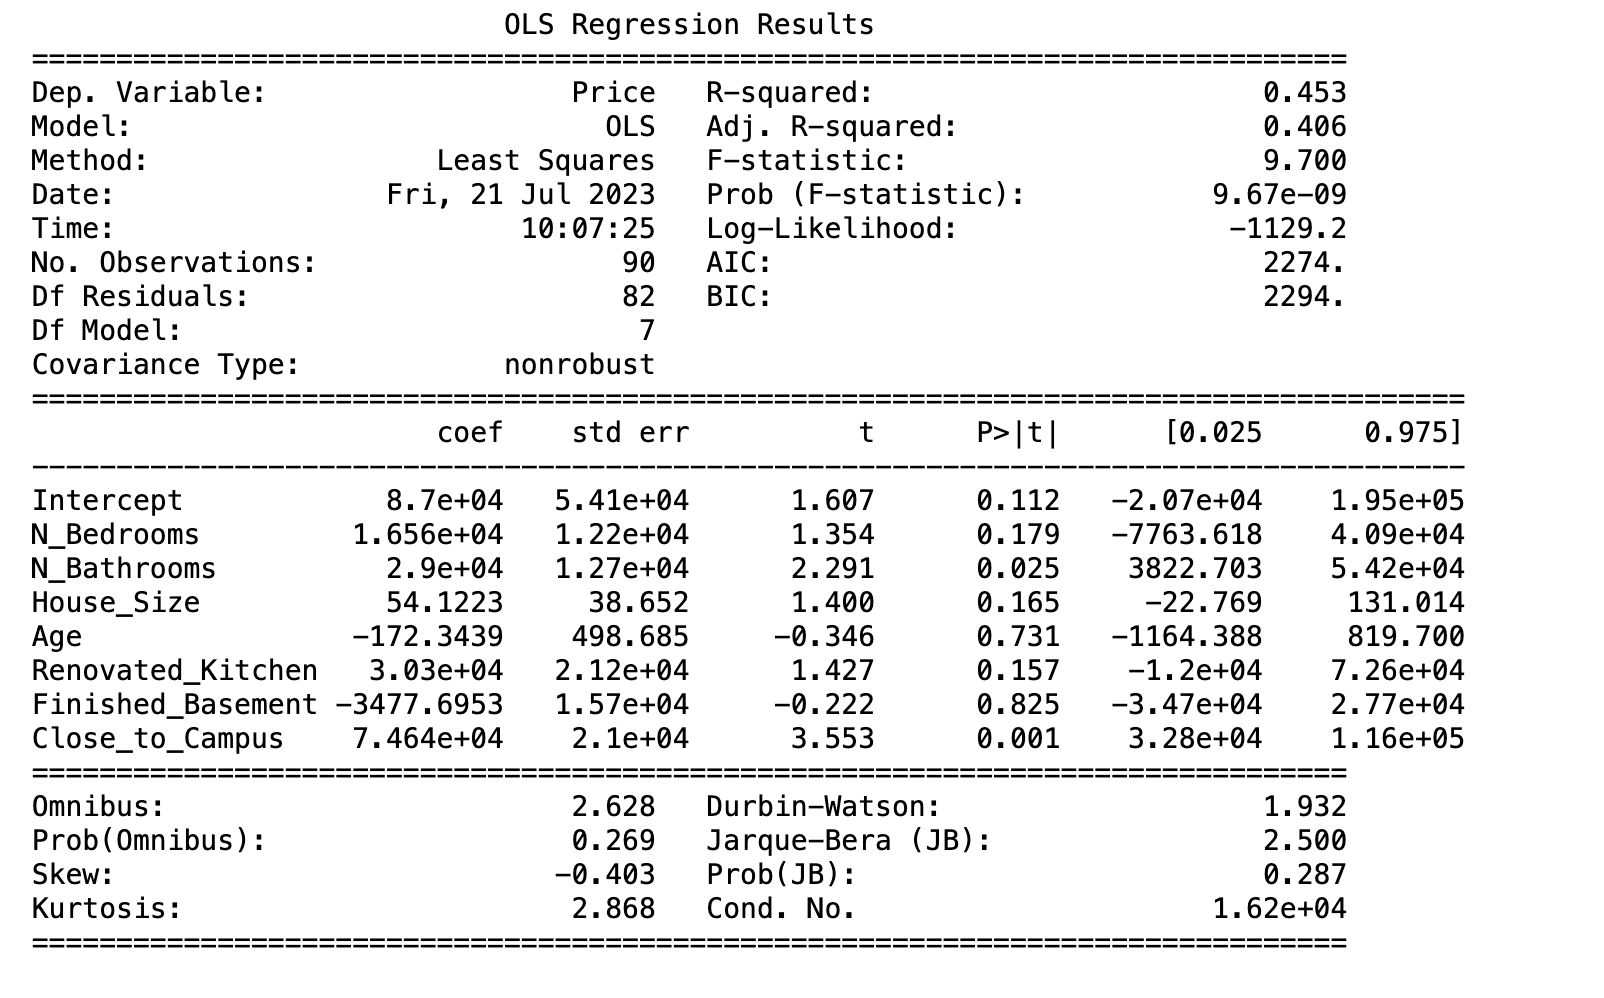 OLS Regression Results
==============================================================================
Dep. Variable:                  Price   R-squared:                       0.453
Model:                            OLS   Adj. R-squared:                  0.406
Method:                 Least Squares   F-statistic:                     9.700
Date:                Fri, 21 Jul 2023   Prob (F-statistic):           9.67e-09
Time:                        10:07:25   Log-Likelihood:                -1129.2
No. Observations:                  90   AIC:                             2274.
Df Residuals:                      82   BIC:                             2294.
Df Model:                           7
Covariance Type:            nonrobust
=====================================================================================
                        coef    std err          t      P>|t|      [0.025      0.975]
-------------------------------------------------------------------------------------
Intercept            8.7e+04   5.41e+04      1.607      0.112   -2.07e+04    1.95e+05
N_Bedrooms         1.656e+04   1.22e+04      1.354      0.179   -7763.618    4.09e+04
N_Bathrooms          2.9e+04   1.27e+04      2.291      0.025    3822.703    5.42e+04
House_Size           54.1223     38.652      1.400      0.165     -22.769     131.014
Age                -172.3439    498.685     -0.346      0.731   -1164.388     819.700
Renovated_Kitchen   3.03e+04   2.12e+04      1.427      0.157    -1.2e+04    7.26e+04
Finished_Basement -3477.6953   1.57e+04     -0.222      0.825   -3.47e+04    2.77e+04
Close_to_Campus    7.464e+04    2.1e+04      3.553      0.001    3.28e+04    1.16e+05
==============================================================================
Omnibus:                        2.628   Durbin-Watson:                   1.932
Prob(Omnibus):                  0.269   Jarque-Bera (JB):                2.500
Skew:                          -0.403   Prob(JB):                        0.287
Kurtosis:                       2.868   Cond. No.                     1.62e+04
==============================================================================